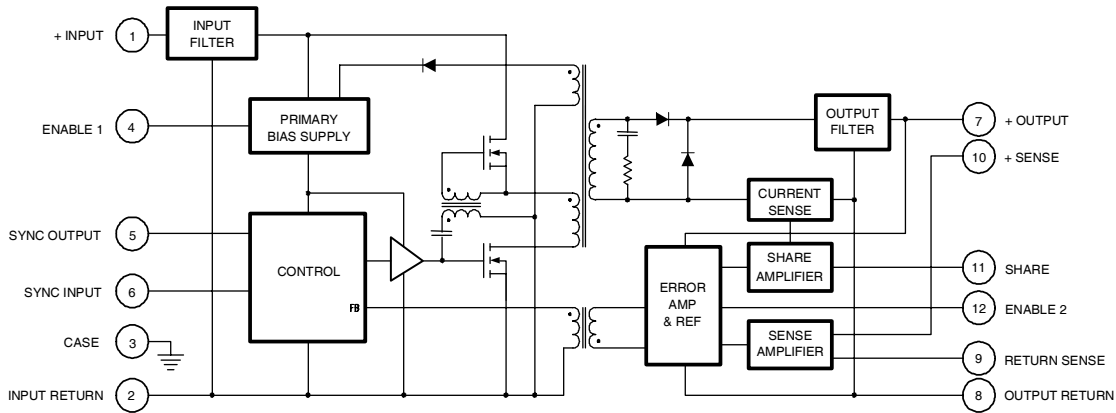 + INPUT
1
INPUT
FILTER
ENABLE 1
4
PRIMARY
BIAS SUPPLY
SYNC OUTPUT
5
SYNC INPUT
6
CONTROL
FB
CASE
3
INPUT RETURN
2
OUTPUT
FILTER
7
+ OUTPUT
10
+ SENSE
CURRENT
SENSE
SHARE
AMPLIFIER
11
SHARE
ERROR
AMP
& REF
12
ENABLE 2
SENSE
AMPLIFIER
9
RETURN SENSE
8
OUTPUT RETURN